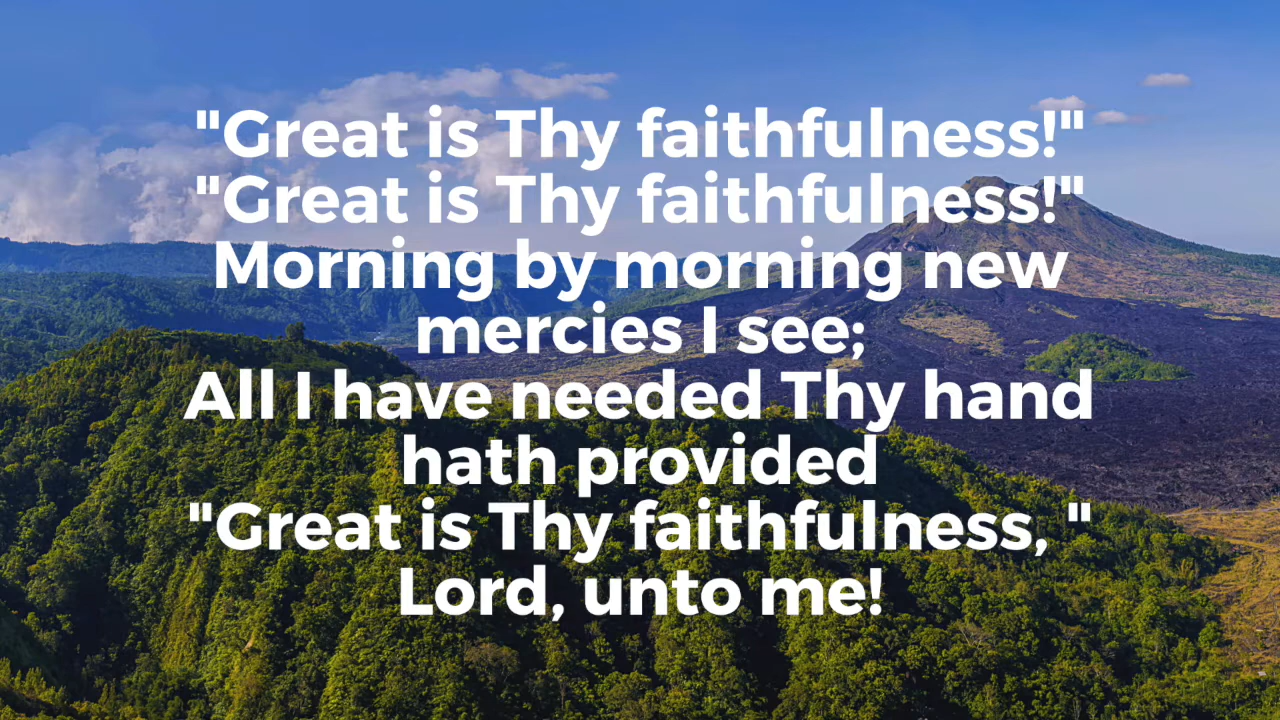 "Great is Thy faithfulness!"
"Great is Thy faithfulness!"
Morning by morning new
mercies I see;
All I have needed Thy hand
hath provided
"Great is Thy faithfulness, "
Lord, unto me!